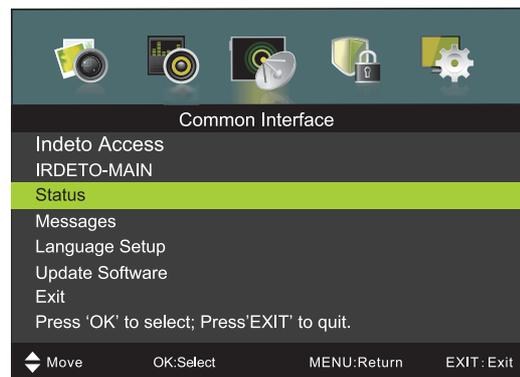 Common Interface
Indeto Access
IRDETO-MAIN
Status
Messages
Language Setup
Update Software
Exit
Press ‘OK’ to select; Press’EXIT’ to quit.
Move OK:Select MENU:Return EXIT:Exit